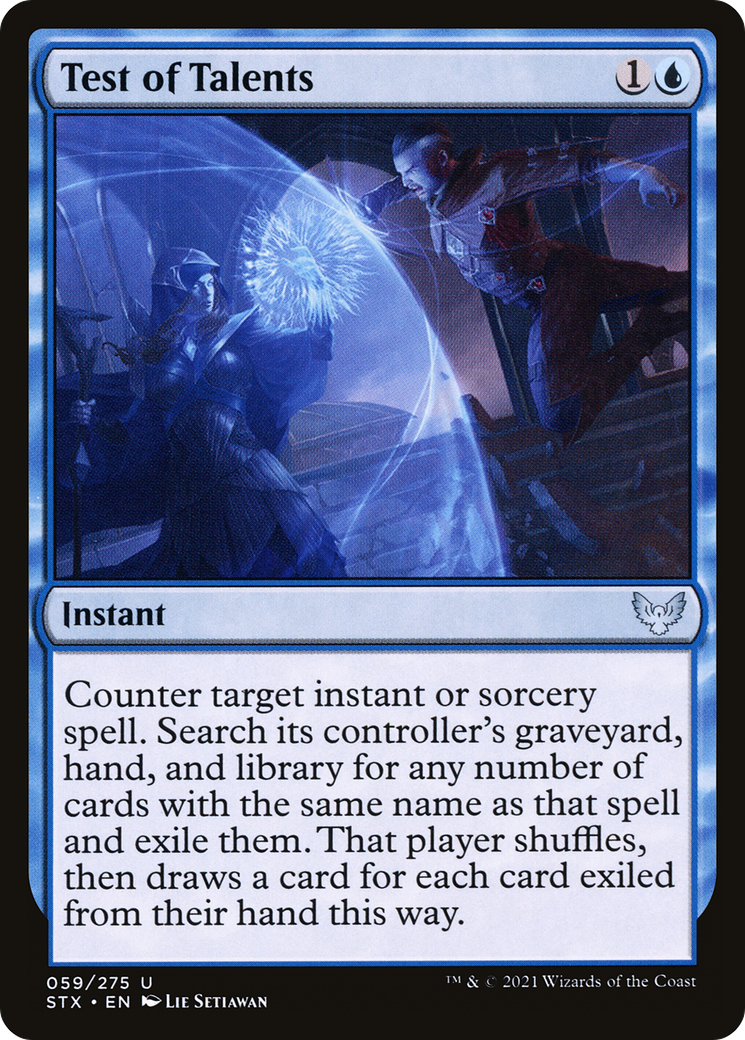 Test of Talents 1
Instant
Counter target instant or sorcery
spell. Search its controller's graveyard,
hand, and library for any number of
cards with the same name as that spell
and exile them. That player shuffles,
then draws a card for each card exiled
from their hand this way.
059/275 U
STX • EN Lie Setiawan
™ & © 2021 Wizards of the Coast